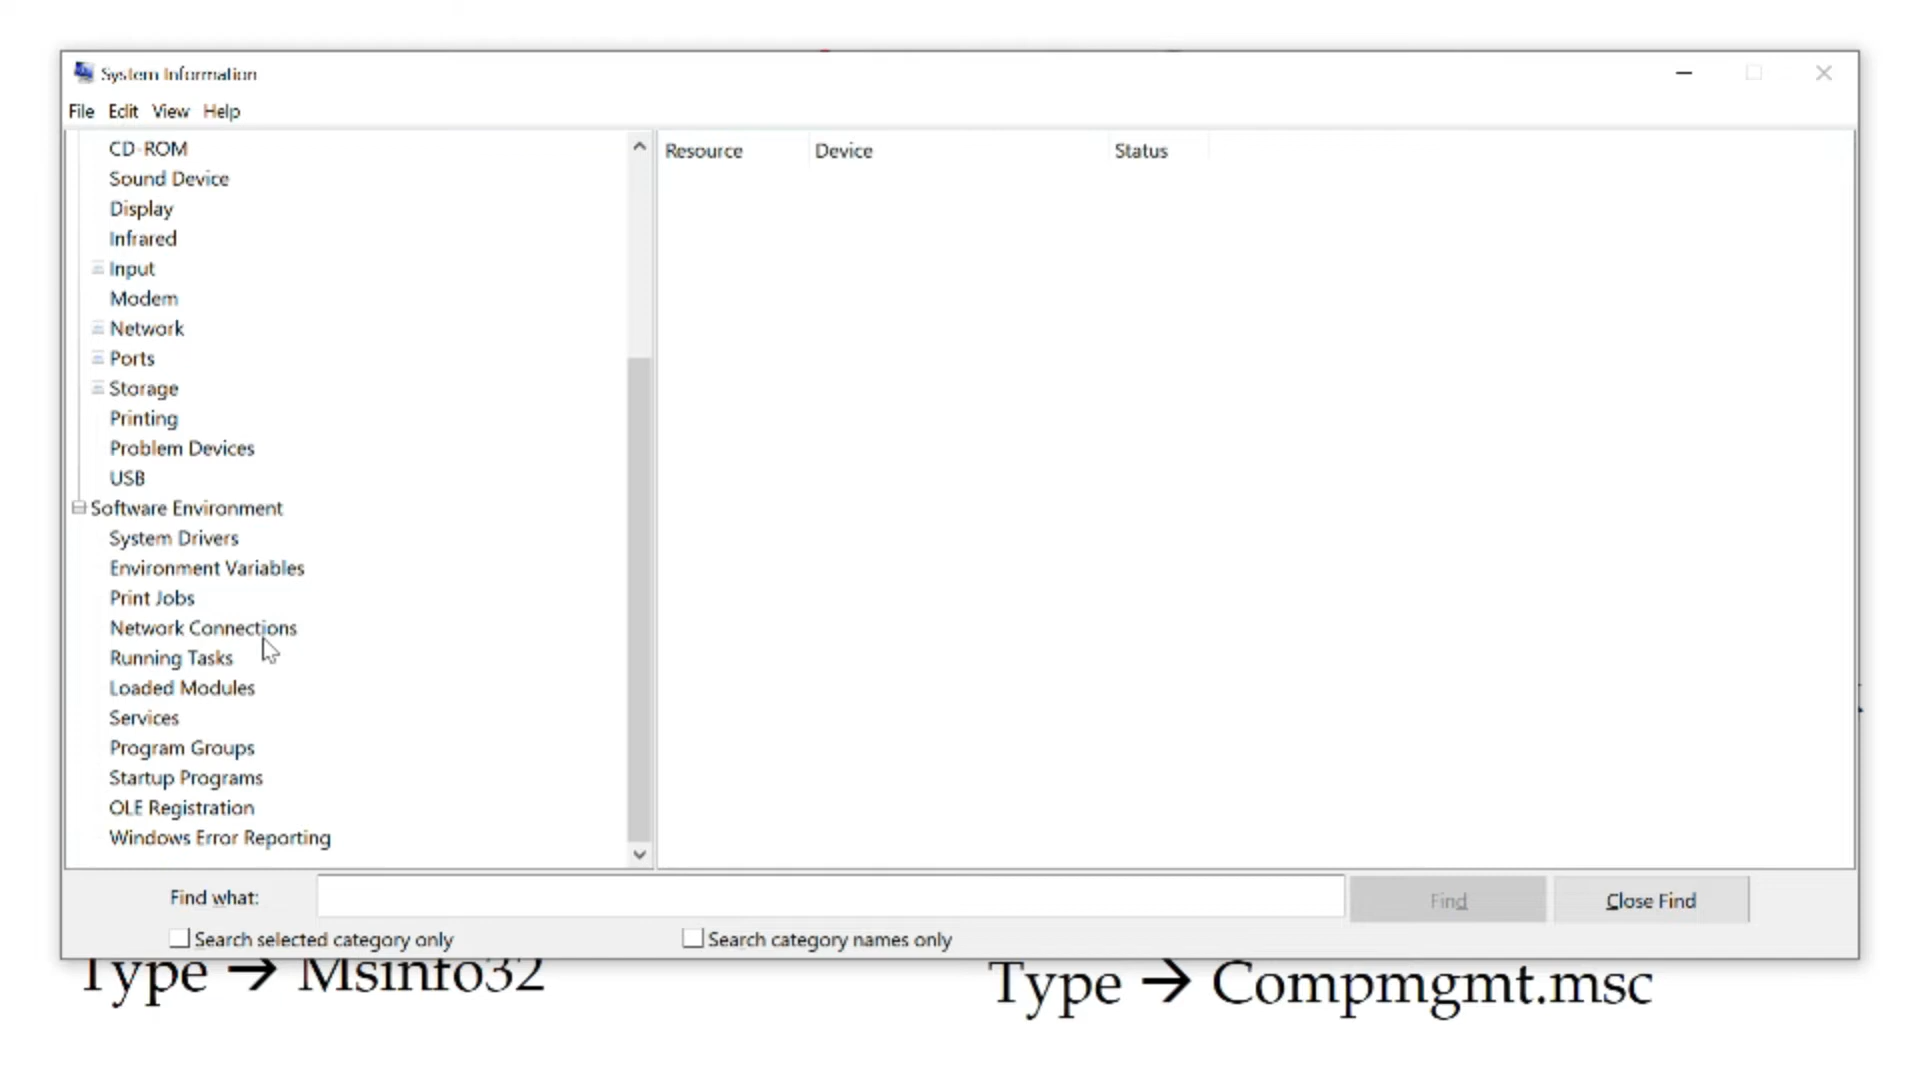 System Information
File Edit View Help
CD-ROM
Sound Device
Display
Infrared
Input
Modem
Network
Ports
Storage
Printing
Problem Devices
USB
Software Environment
System Drivers
Environment Variables
Print Jobs
Network Connections
Running Tasks
Loaded Modules
Services
Program Groups
Startup Programs
OLE Registration
Windows Error Reporting
Resource Device Status
Find what: Find Close Find
Search selected category only Search category names only
Type → Msinfo32
Type → Compmgmt.msc